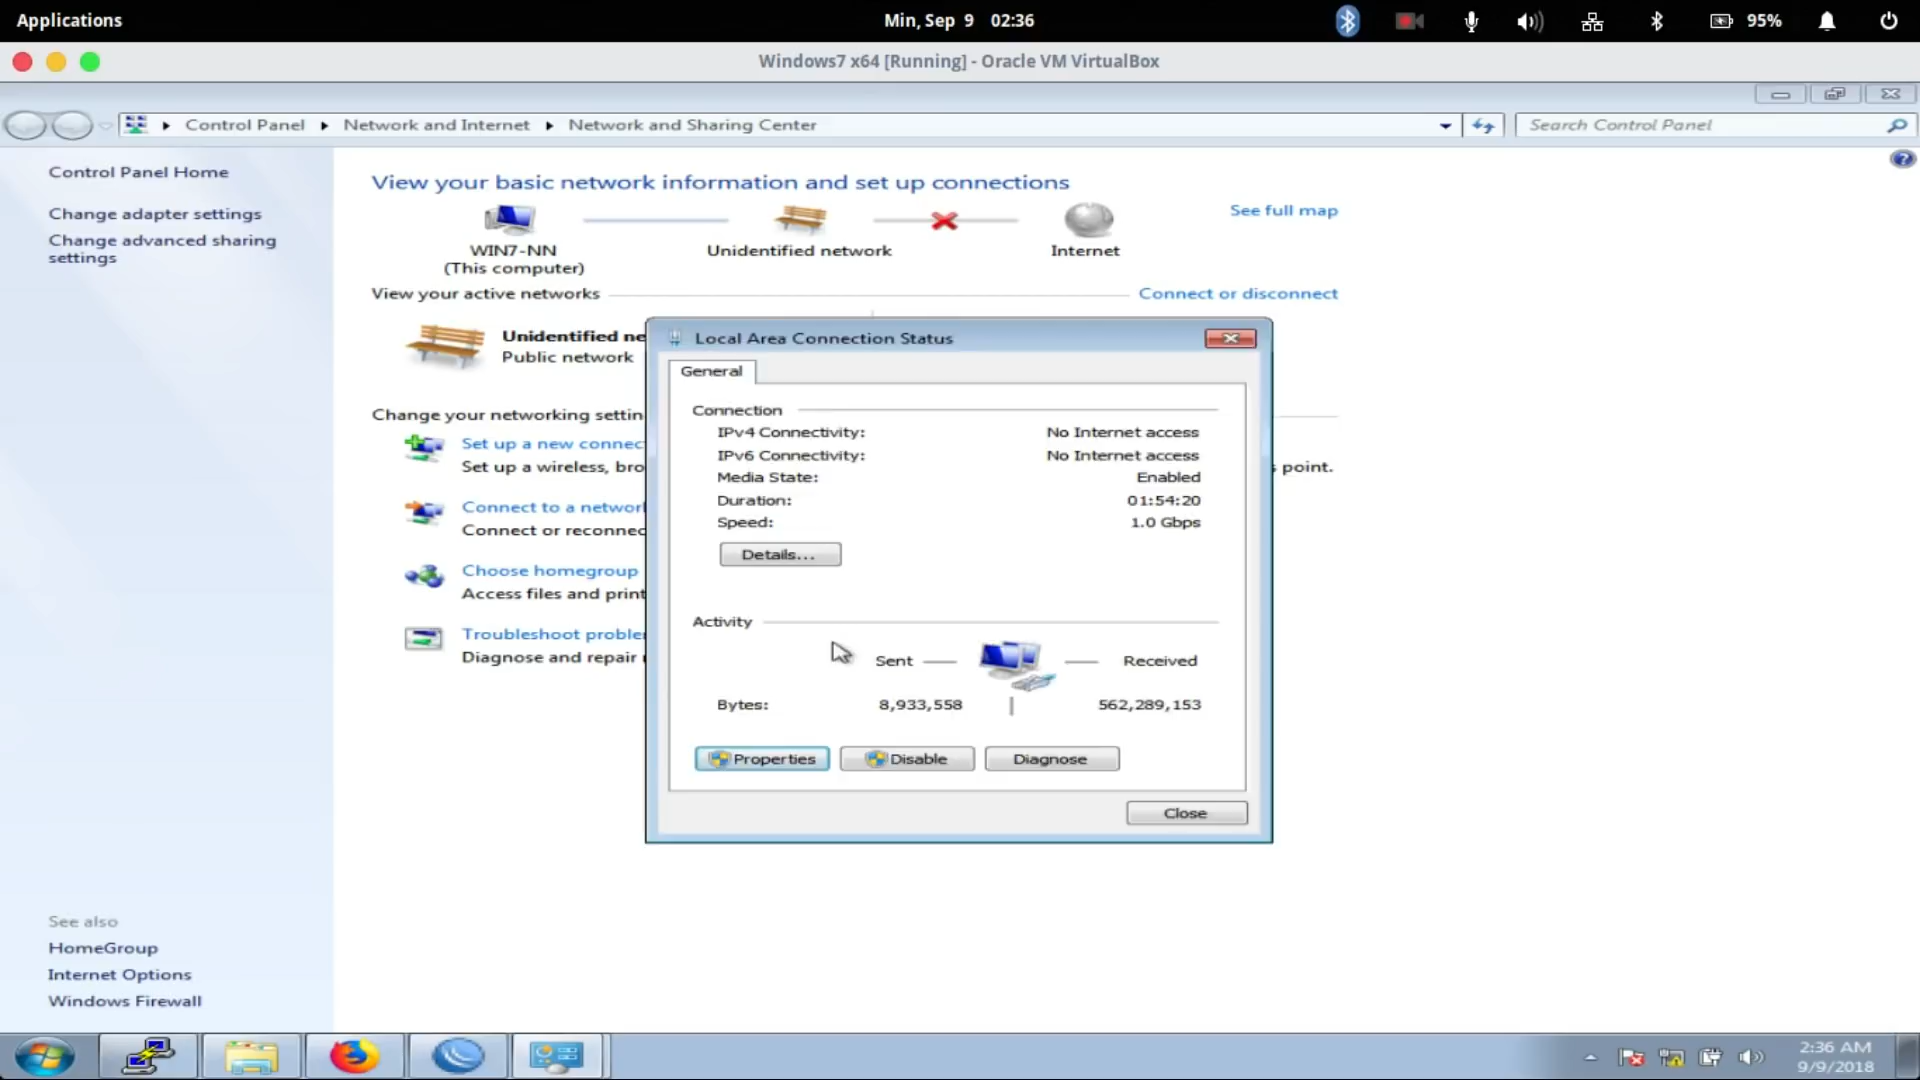 Applications
Min, Sep 9 02:36
95%
Windows7 x64 [Running] - Oracle VM VirtualBox
Control Panel
Network and Internet
Network and Sharing Center
Search Control Panel
Control Panel Home
Change adapter settings
Change advanced sharing
settings
View your basic network information and set up connections
See full map
WIN7-NN
(This computer)
Unidentified network
Internet
View your active networks
Connect or disconnect
Unidentified ne
Public network
Change your networking settin
Set up a new connec
Set up a wireless, bro
point.
Connect to a networ
Connect or reconnec
Choose homegroup
Access files and print
Troubleshoot proble
Diagnose and repair
Local Area Connection Status
General
Connection
IPv4 Connectivity: No Internet access
IPv6 Connectivity: No Internet access
Media State: Enabled
Duration: 01:54:20
Speed: 1.0 Gbps
Details...
Activity
Sent
Received
Bytes: 8,933,558 562,289,153
Properties
Disable
Diagnose
Close
See also
HomeGroup
Internet Options
Windows Firewall
2:36 AM
9/9/2018